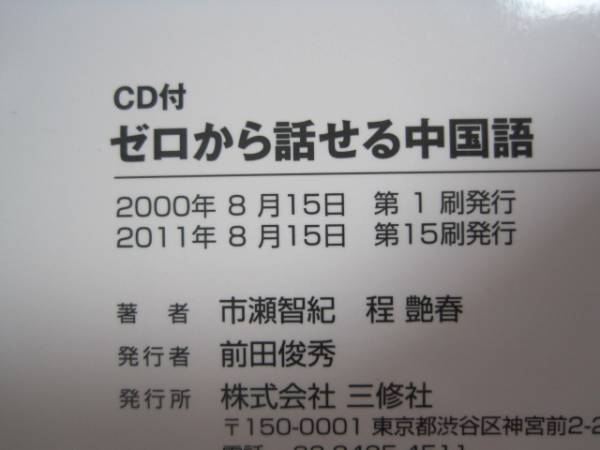 CD付
ゼロから話せる中国語
2000年 8 月15日 第 1 刷発行
2011年 8 月15日 第15刷発行
著 者 市瀬智紀 程 艶春
発行者 前田俊秀
発行所 株式会社 三修社
〒150-0001 東京都渋谷区神宮前2-2